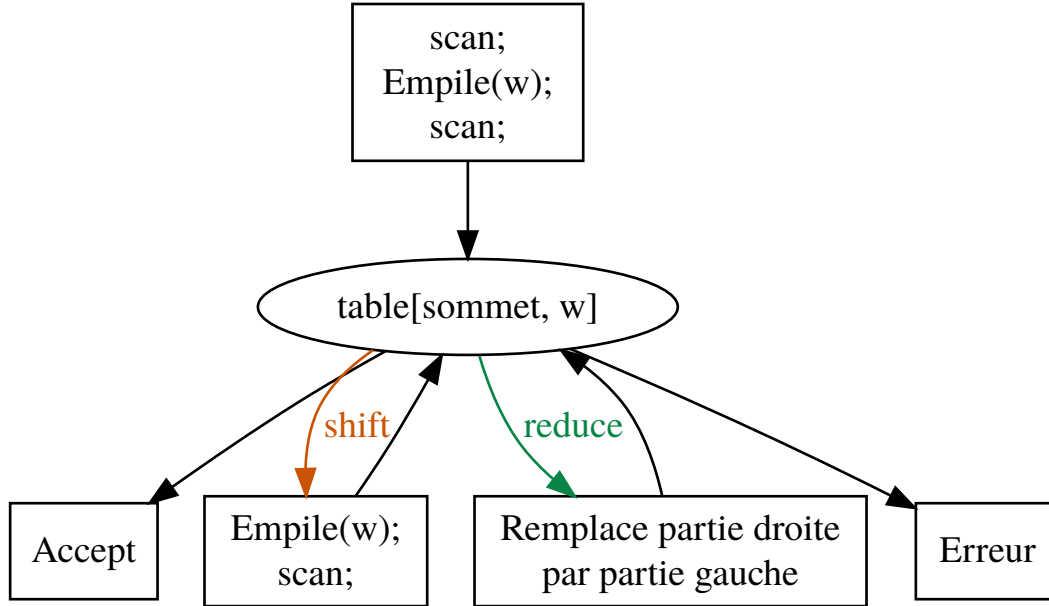 scan;
Empile(w);
scan;
table[sommet, w]
shift
reduce
Accept
Empile(w);
scan;
Remplace partie droite
par partie gauche
Erreur